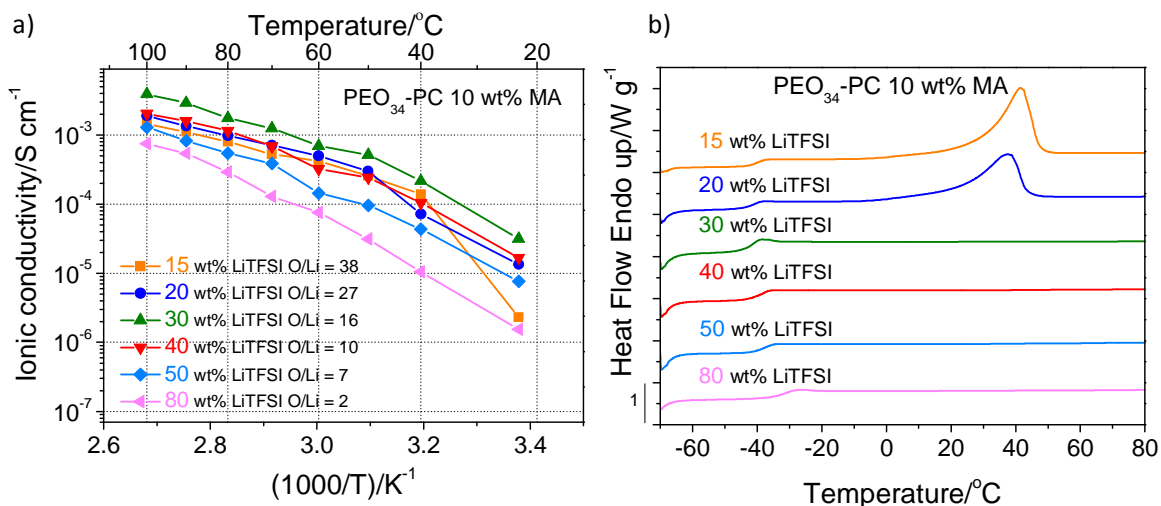 a)
Temperature/°C
100 80 60 40 20
PEO₃₄-PC 10 wt% MA
Ionic conductivity/S cm⁻¹
10⁻³
10⁻⁴
10⁻⁵
10⁻⁶
10⁻⁷
15 wt% LiTFSI O/Li = 38
20 wt% LiTFSI O/Li = 27
30 wt% LiTFSI O/Li = 16
40 wt% LiTFSI O/Li = 10
50 wt% LiTFSI O/Li = 7
80 wt% LiTFSI O/Li = 2
2.6 2.8 3.0 3.2 3.4
(1000/T)/K⁻¹
b)
Heat Flow Endo up/W g⁻¹
PEO₃₄-PC 10 wt% MA
15 wt% LiTFSI
20 wt% LiTFSI
30 wt% LiTFSI
40 wt% LiTFSI
50 wt% LiTFSI
80 wt% LiTFSI
1
-60 -40 -20 0 20 40 60 80
Temperature/°C